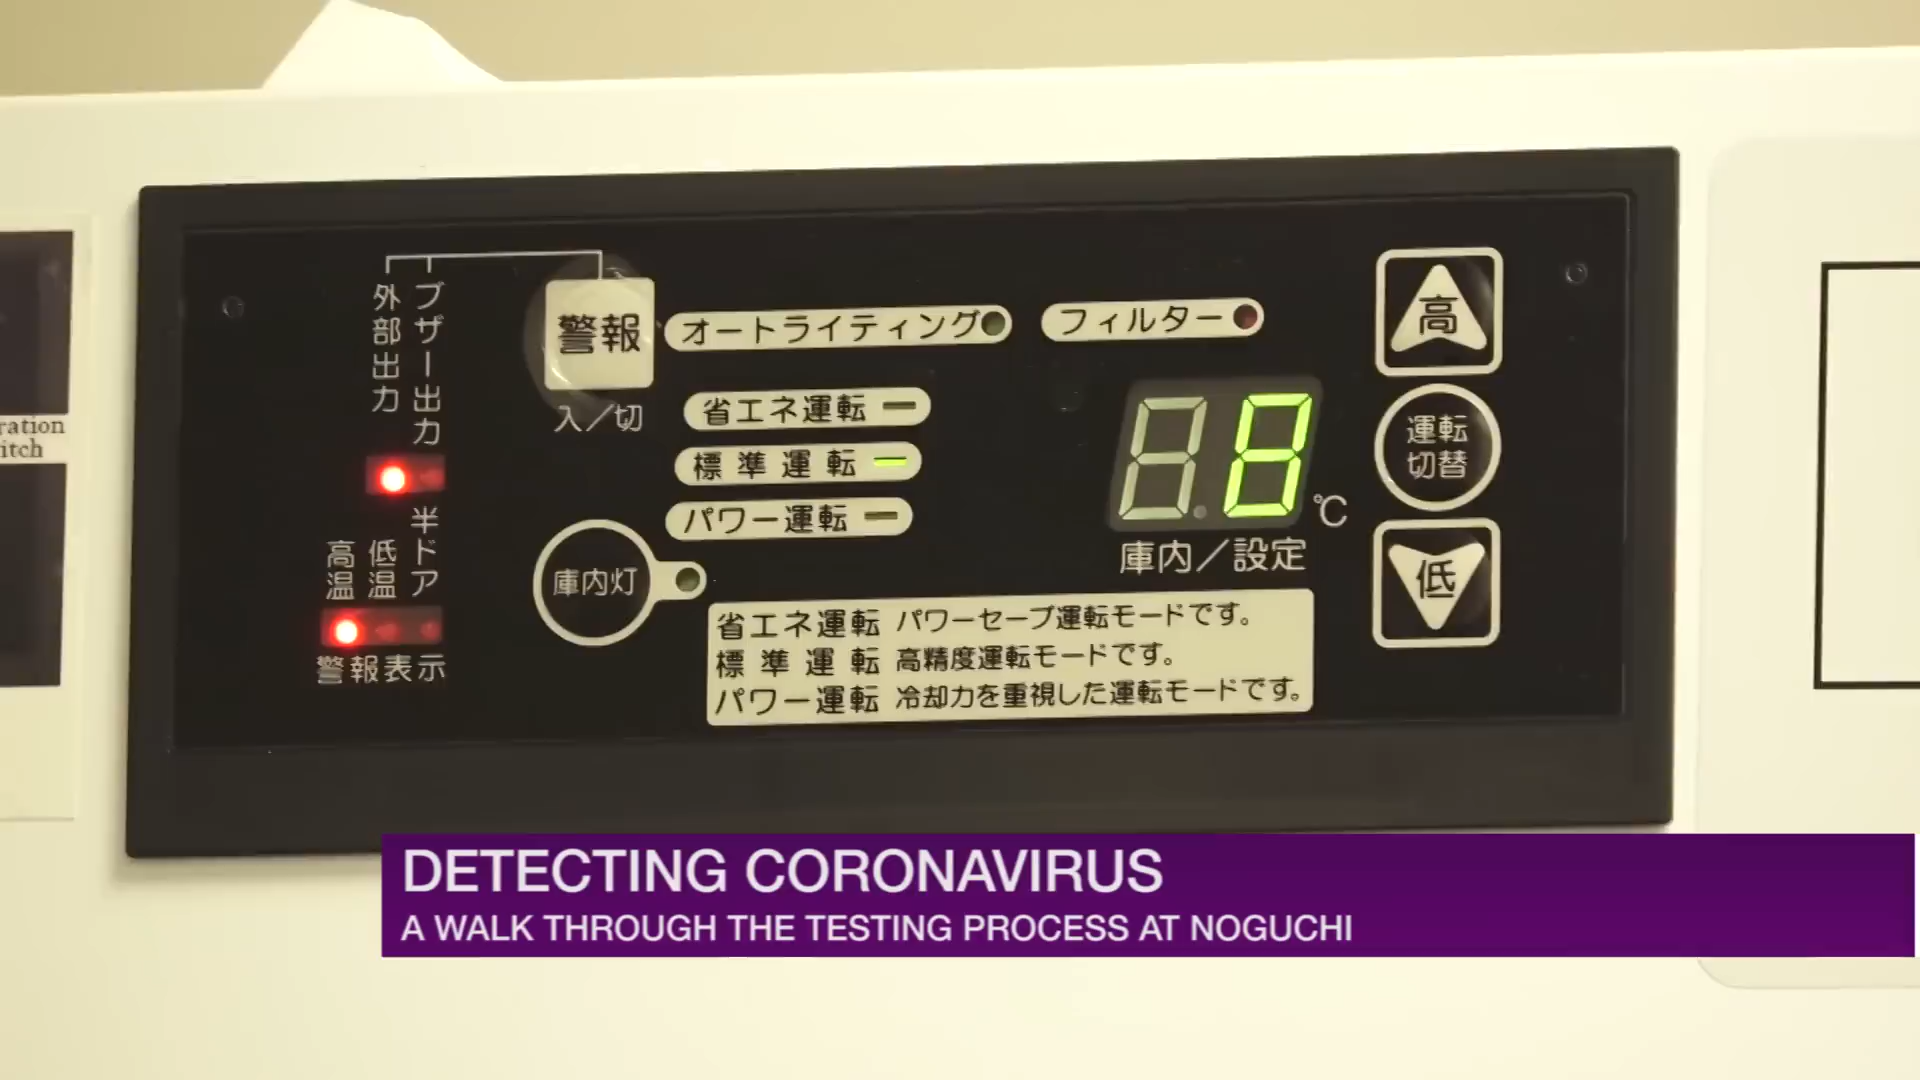 ration
itch
外部出力
ブザー出力
警報
入／切
オートライティング
フィルター
高
省エネ運転
標準運転
パワー運転
8
℃
運転
切替
庫内／設定
高温
低温
半ドア
警報表示
庫内灯
低
省エネ運転 パワーセーブ運転モードです。
標準運転 高精度運転モードです。
パワー運転 冷却力を重視した運転モードです。
DETECTING CORONAVIRUS
A WALK THROUGH THE TESTING PROCESS AT NOGUCHI